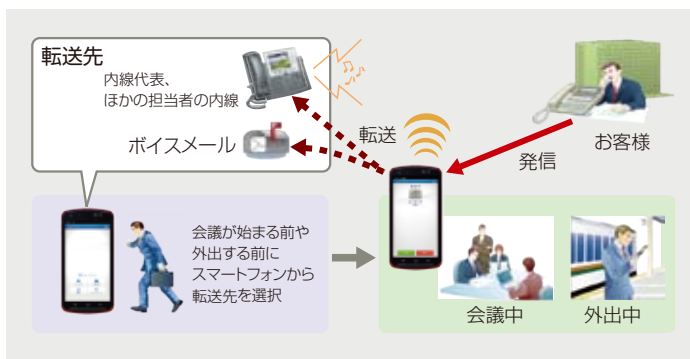 転送先
内線代表、
ほかの担当者の内線
ボイスメール
転送
発信
お客様
会議が始まる前や
外出する前に
スマートフォンから
転送先を選択
会議中
外出中